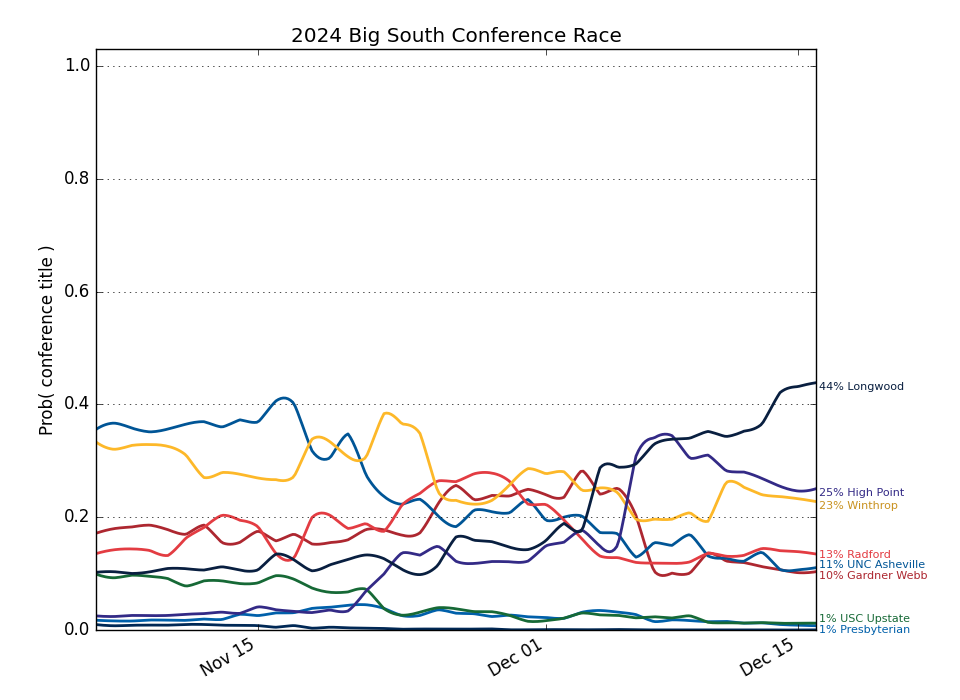 2024 Big South Conference Race
Prob( conference title )
1.0
0.8
0.6
0.4
0.2
0.0
44% Longwood
25% High Point
23% Winthrop
13% Radford
11% UNC Asheville
10% Gardner Webb
1% USC Upstate
1% Presbyterian
Nov 15
Dec 01
Dec 15